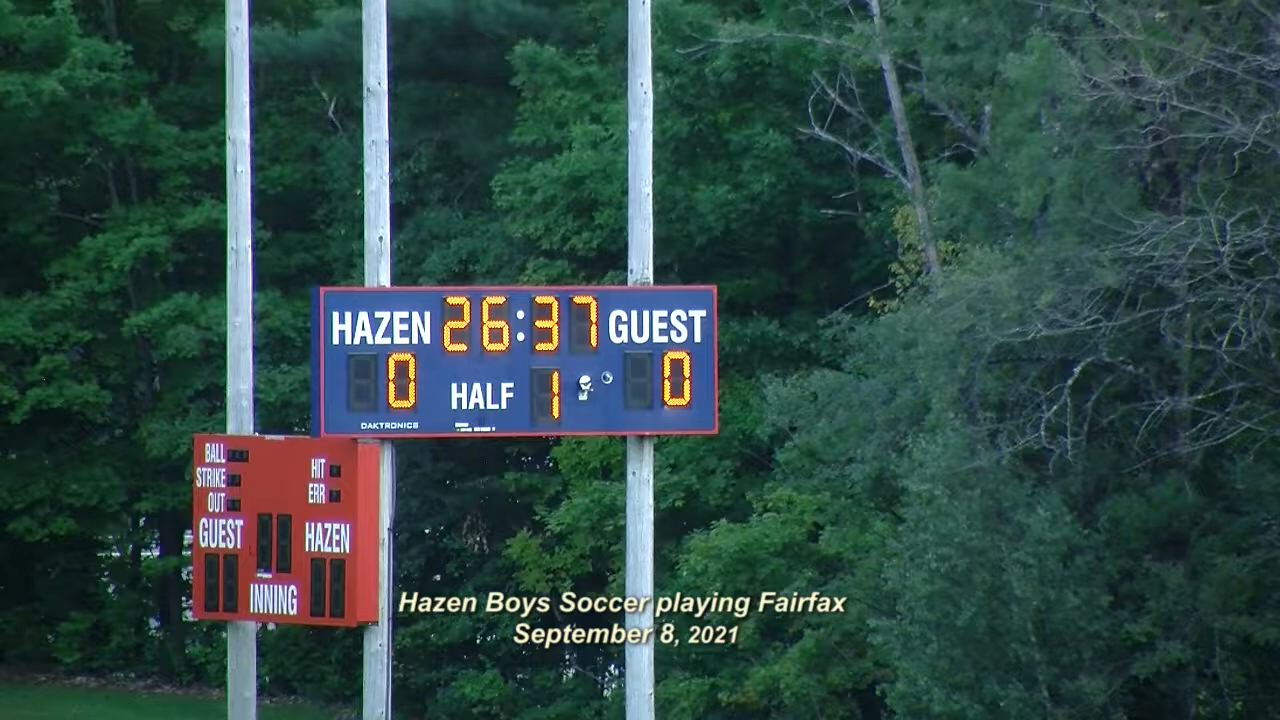 HAZEN 26:37 GUEST
0 HALF 1 0
DAKTRONICS
BALL HIT
STRIKE ERR
OUT
GUEST HAZEN
INNING
Hazen Boys Soccer playing Fairfax
September 8, 2021